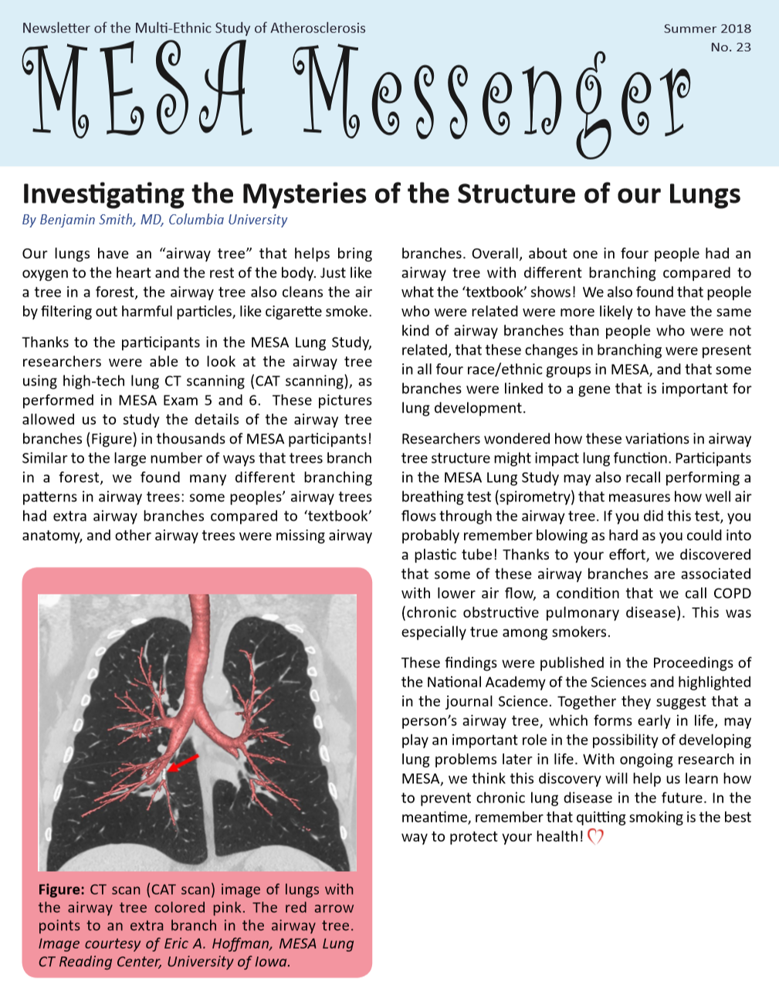 Newsletter of the Multi-Ethnic Study of Atherosclerosis
Summer 2018
No. 23
MESA Messenger
Investigating the Mysteries of the Structure of our Lungs
By Benjamin Smith, MD, Columbia University
Our lungs have an “airway tree” that helps bring
oxygen to the heart and the rest of the body. Just like
a tree in a forest, the airway tree also cleans the air
by filtering out harmful particles, like cigarette smoke.
Thanks to the participants in the MESA Lung Study,
researchers were able to look at the airway tree
using high-tech lung CT scanning (CAT scanning), as
performed in MESA Exam 5 and 6. These pictures
allowed us to study the details of the airway tree
branches (Figure) in thousands of MESA participants!
Similar to the large number of ways that trees branch
in a forest, we found many different branching
patterns in airway trees: some peoples’ airway trees
had extra airway branches compared to ‘textbook’
anatomy, and other airway trees were missing airway
branches. Overall, about one in four people had an
airway tree with different branching compared to
what the ‘textbook’ shows! We also found that people
who were related were more likely to have the same
kind of airway branches than people who were not
related, that these changes in branching were present
in all four race/ethnic groups in MESA, and that some
branches were linked to a gene that is important for
lung development.
Researchers wondered how these variations in airway
tree structure might impact lung function. Participants
in the MESA Lung Study may also recall performing a
breathing test (spirometry) that measures how well air
flows through the airway tree. If you did this test, you
probably remember blowing as hard as you could into
a plastic tube! Thanks to your effort, we discovered
that some of these airway branches are associated
with lower air flow, a condition that we call COPD
(chronic obstructive pulmonary disease). This was
especially true among smokers.
These findings were published in the Proceedings of
the National Academy of the Sciences and highlighted
in the journal Science. Together they suggest that a
person’s airway tree, which forms early in life, may
play an important role in the possibility of developing
lung problems later in life. With ongoing research in
MESA, we think this discovery will help us learn how
to prevent chronic lung disease in the future. In the
meantime, remember that quitting smoking is the best
way to protect your health!
Figure: CT scan (CAT scan) image of lungs with
the airway tree colored pink. The red arrow
points to an extra branch in the airway tree.
Image courtesy of Eric A. Hoffman, MESA Lung
CT Reading Center, University of Iowa.